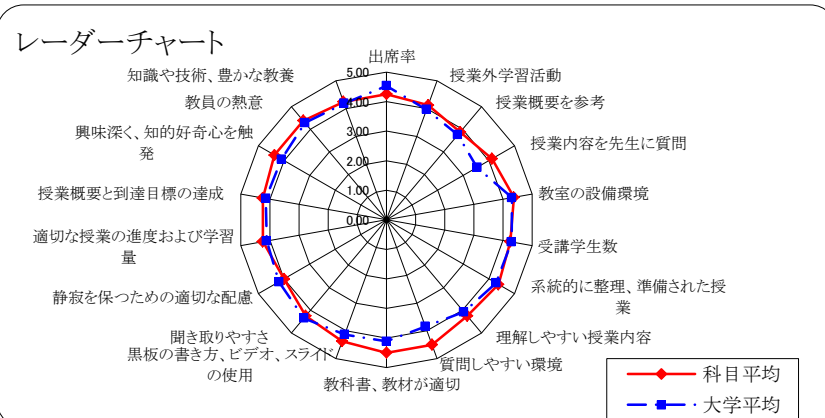 レーダーチャート
出席率
授業外学習活動
授業概要を参考
授業内容を先生に質問
教室の設備環境
受講学生数
系統的に整理、準備された授
業
理解しやすい授業内容
質問しやすい環境
教科書、教材が適切
黒板の書き方、ビデオ、スライド
の使用
聞き取りやすさ
静寂を保つための適切な配慮
適切な授業の進度および学習
量
授業概要と到達目標の達成
興味深く、知的好奇心を触
発
教員の熱意
知識や技術、豊かな教養
5.00
4.00
3.00
2.00
1.00
0.00
科目平均
大学平均